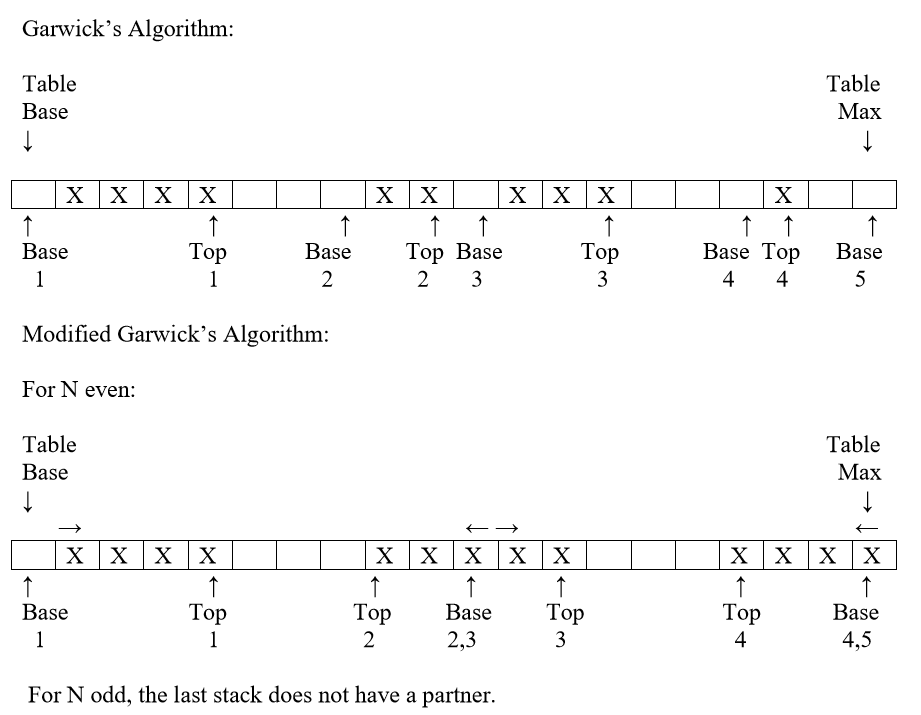 Garwick’s Algorithm:
Table Table
Base Max
↓ ↓
X X X X X X X X X X
↑ ↑ ↑ ↑ ↑ ↑ ↑ ↑ ↑
Base Top Base Top Base Top Base Top Base
1 1 2 2 3 3 4 4 5
Modified Garwick’s Algorithm:
For N even:
Table Table
Base Max
↓ ↓
→ ← → ←
X X X X X X X X X X X X X
↑ ↑ ↑ ↑ ↑ ↑ ↑
Base Top Top Base Top Top Base
1 1 2 2,3 3 4 4,5
For N odd, the last stack does not have a partner.